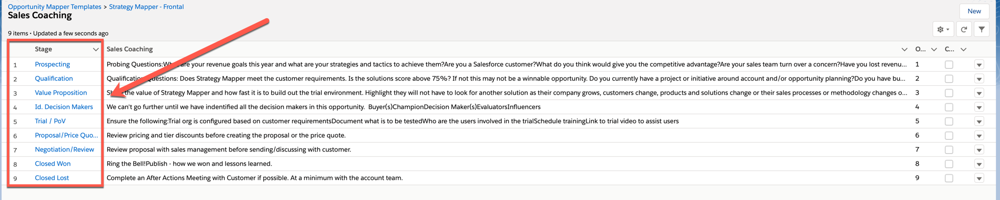 Opportunity Mapper Templates > Strategy Mapper - Frontal
Sales Coaching
New
9 items • Updated a few seconds ago
Stage Sales Coaching O... C...
1 Prospecting Probing Questions:Wh are your revenue goals this year and what are your strategies and tactics to achieve them?Are you a Salesforce customer?What do you think would give you the competitive advantage?Are your sales team turn over a concern?Have you lost revenu... 1
2 Qualification Qualification Questions: Does Strategy Mapper meet the customer requirements. Is the solutions score above 75%? If not this may not be a winnable opportunity. Do you currently have a project or initiative around account and/or opportunity planning?Do you have bu... 2
3 Value Proposition the value of Strategy Mapper and how fast it is to build out the trial environment. Highlight they will not have to look for another solution as their company grows, customers change, products and solutions change or their sales processes or methodology changes o... 3
4 Id. Decision Makers We can't go further until we have indentified all the decision makers in this opportunity. Buyer(s)ChampionDecision Maker(s)EvaluatorsInfluencers 4
5 Trial / PoV Ensure the following:Trial org is configured based on customer requirementsDocument what is to be testedWho are the users involved in the trialSchedule trainingLink to trial video to assist users 5
6 Proposal/Price Quo... Review pricing and tier discounts before creating the proposal or the price quote. 6
7 Negotiation/Review Review proposal with sales management before sending/discussing with customer. 7
8 Closed Won Ring the Bell!Publish - how we won and lessons learned. 8
9 Closed Lost Complete an After Actions Meeting with Customer if possible. At a minimum with the account team. 9